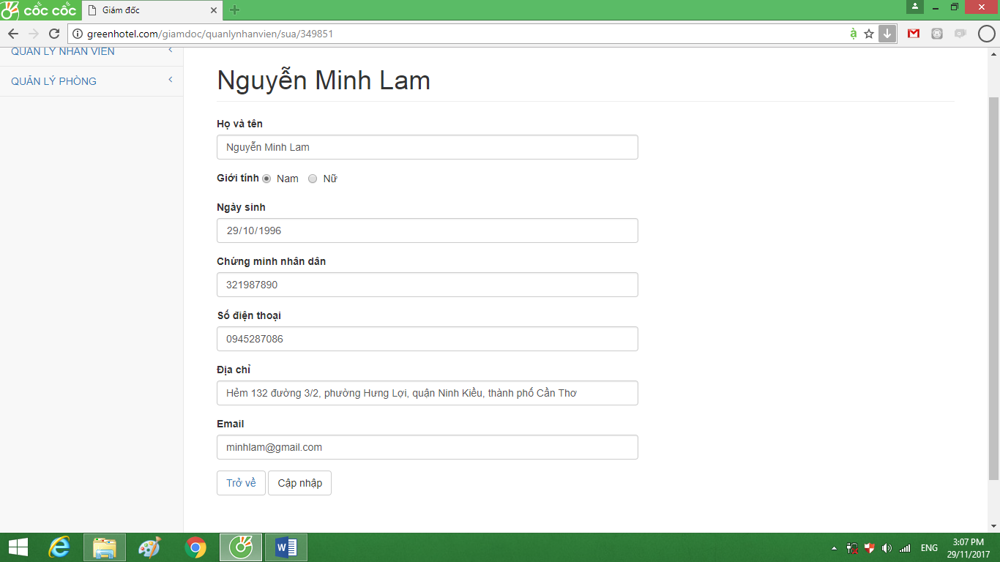 cốc cốc
Giám đốc
greenhotel.com/giamdoc/quanlynhanvien/sua/349851
QUẢN LÝ NHÂN VIÊN
QUẢN LÝ PHÒNG
Nguyễn Minh Lam
Họ và tên
Nguyễn Minh Lam
Giới tính Nam Nữ
Ngày sinh
29/10/1996
Chứng minh nhân dân
321987890
Số điện thoại
0945287086
Địa chỉ
Hẻm 132 đường 3/2, phường Hưng Lợi, quận Ninh Kiều, thành phố Cần Thơ
Email
minhlam@gmail.com
Trở về Cập nhập
ENG
3:07 PM
29/11/2017